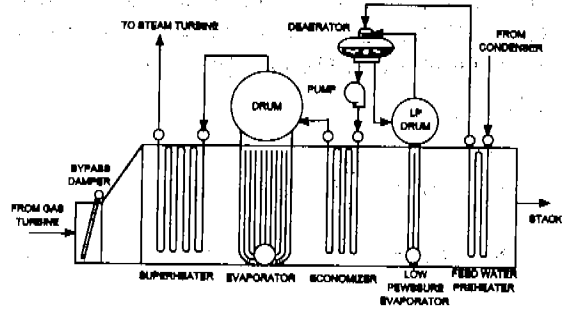 TO STEAM TURBINE
DEAERATOR
FROM
CONDENSER
PUMP
DRUM
LP
DRUM
BYPASS
DAMPER
FROM GAS
TURBINE
STACK
SUPERHEATER
EVAPORATOR
ECONOMIZER
LOW
PEWSSURE
EVAPORATOR
FEED WATER
PREHEATER